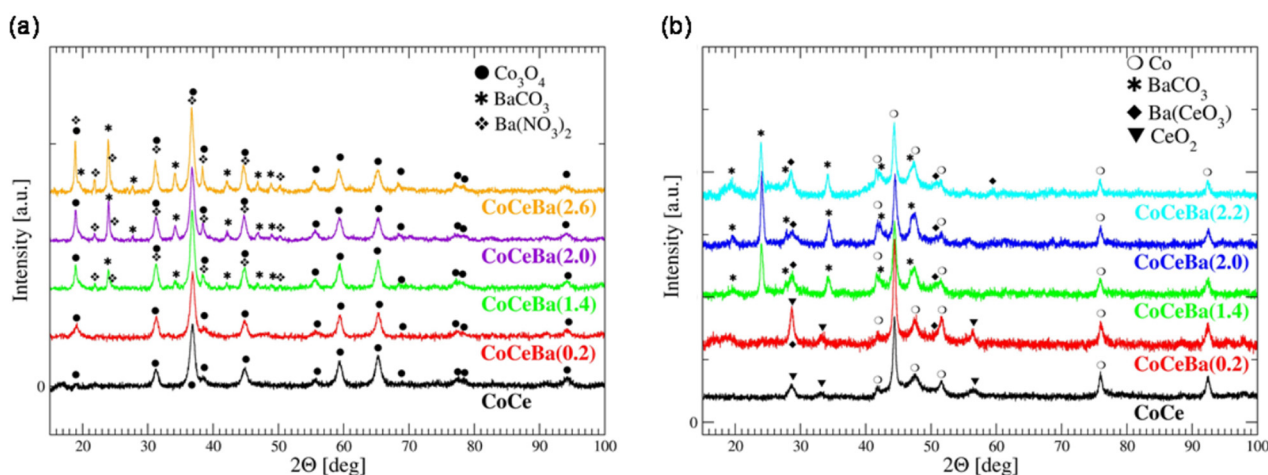 (a)
Co₃O₄
BaCO₃
Ba(NO₃)₂
CoCeBa(2.6)
CoCeBa(2.0)
CoCeBa(1.4)
CoCeBa(0.2)
CoCe
Intensity [a.u.]
0
20 30 40 50 60 70 80 90 100
2Θ [deg]
(b)
Co
BaCO₃
Ba(CeO₃)
CeO₂
CoCeBa(2.2)
CoCeBa(2.0)
CoCeBa(1.4)
CoCeBa(0.2)
CoCe
Intensity [a.u.]
0
20 30 40 50 60 70 80 90 100
2Θ [deg]